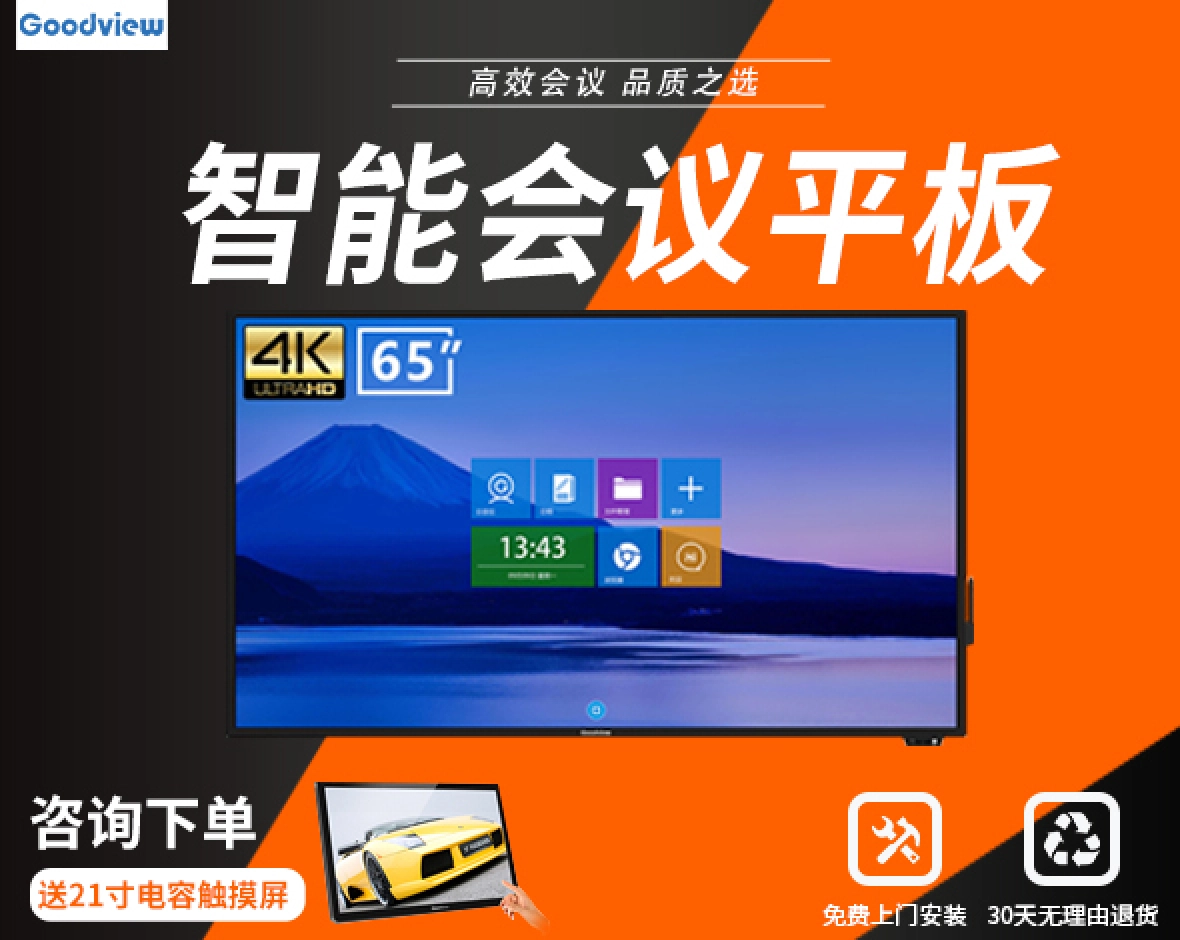 Goodview
高效会议 品质之选
智能会议平板
4K
ULTRAHD
65"
13:43
Goodview
咨询下单
送21寸电容触摸屏
免费上门安装
30天无理由退货